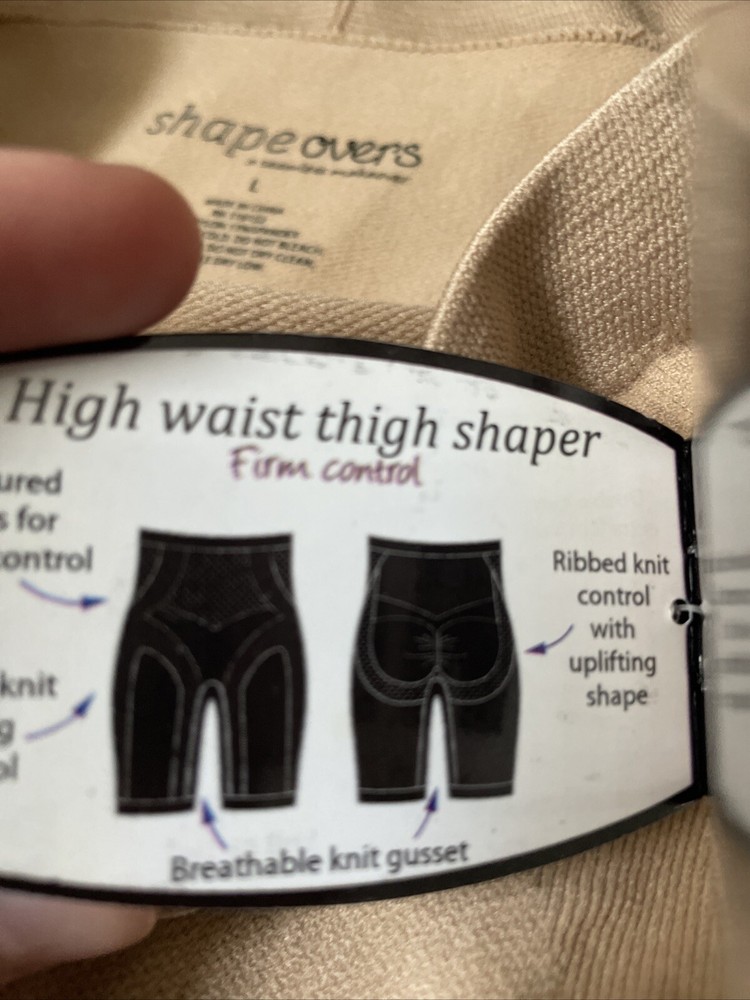 shapeovers
L
High waist thigh shaper
Firm control
ured
s for
control
Ribbed knit
control
with
uplifting
shape
knit
g
ol
Breathable knit gusset